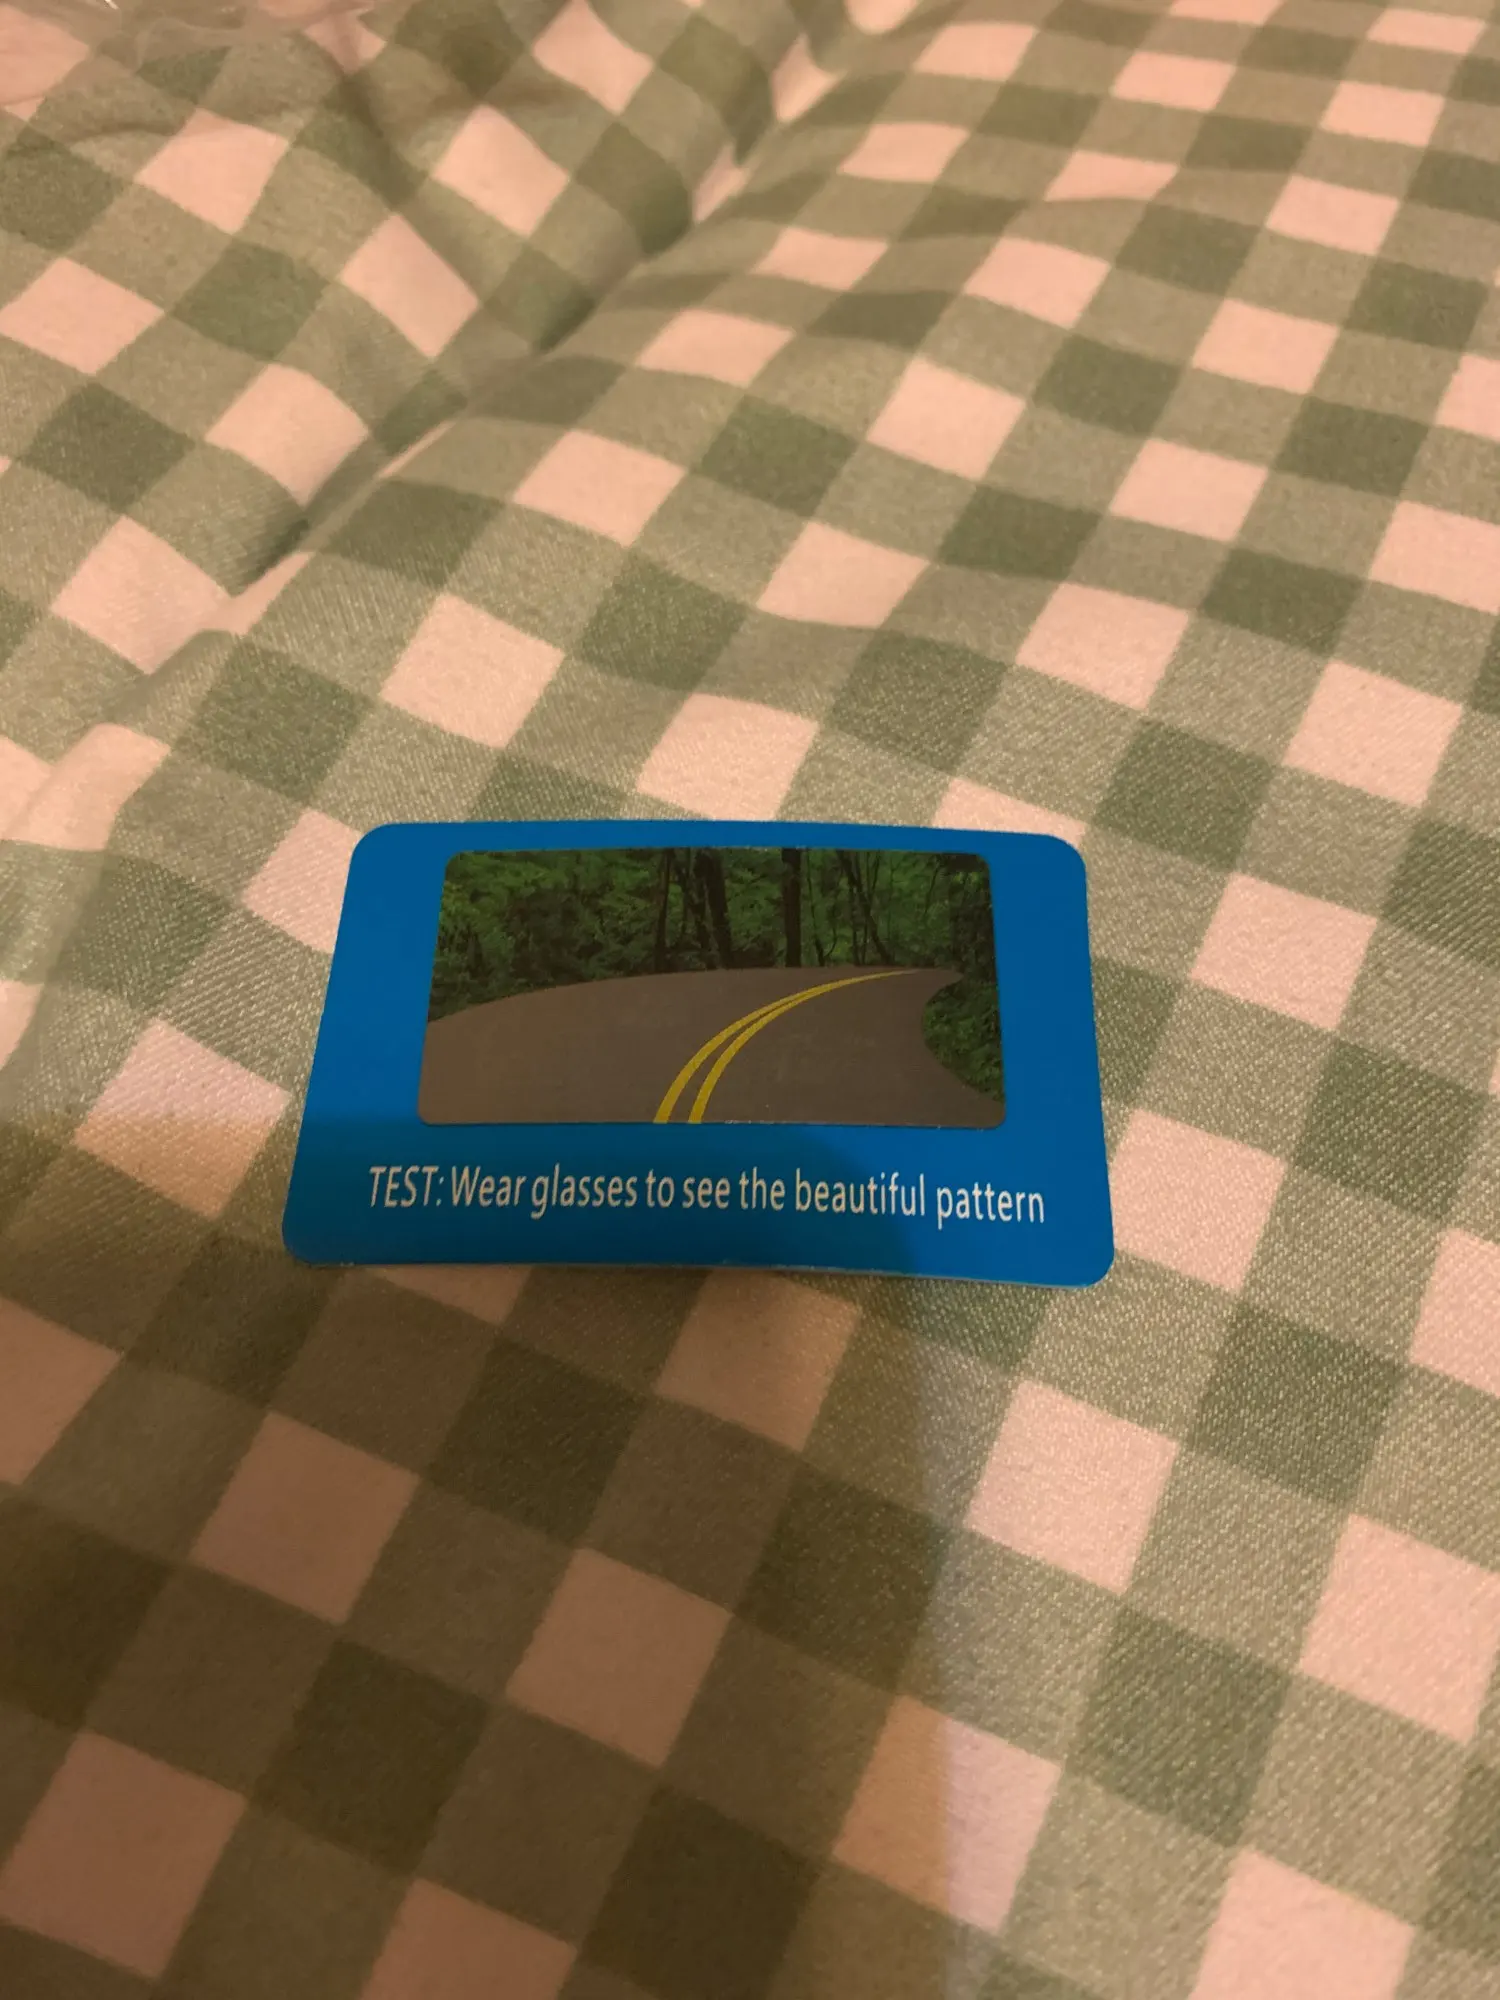 TEST: Wear glasses to see the beautiful pattern